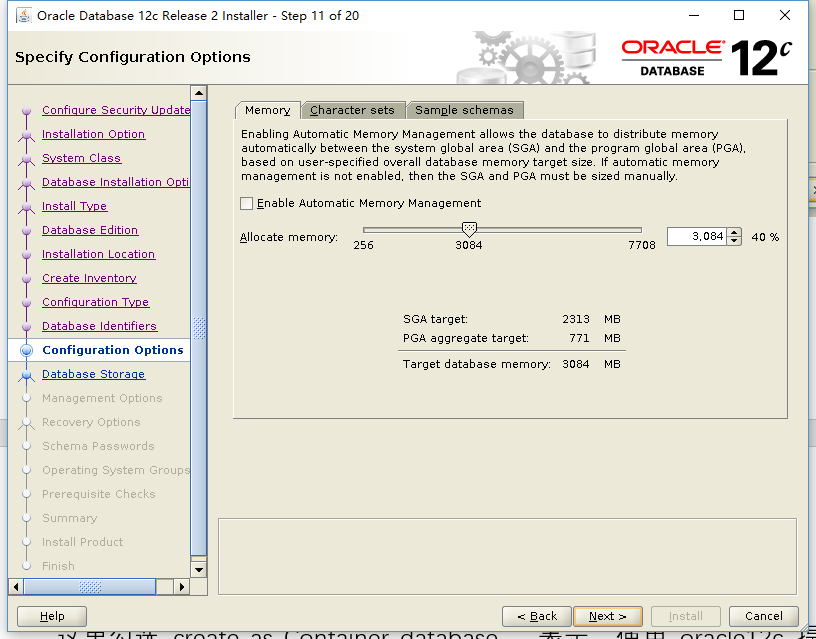 Oracle Database 12c Release 2 Installer - Step 11 of 20
Specify Configuration Options
ORACLE
DATABASE
12c
Configure Security Update
Installation Option
System Class
Database Installation Opti
Install Type
Database Edition
Installation Location
Create Inventory
Configuration Type
Database Identifiers
Configuration Options
Database Storage
Management Options
Recovery Options
Schema Passwords
Operating System Groups
Prerequisite Checks
Summary
Install Product
Finish
Memory
Character sets
Sample schemas
Enabling Automatic Memory Management allows the database to distribute memory
automatically between the system global area (SGA) and the program global area (PGA),
based on user-specified overall database memory target size. If automatic memory
management is not enabled, then the SGA and PGA must be sized manually.
Enable Automatic Memory Management
Allocate memory:
256
3084
7708
3,084
40 %
SGA target: 2313 MB
PGA aggregate target: 771 MB
Target database memory: 3084 MB
Help
< Back
Next >
Install
Cancel
create as Container database
oracle12c